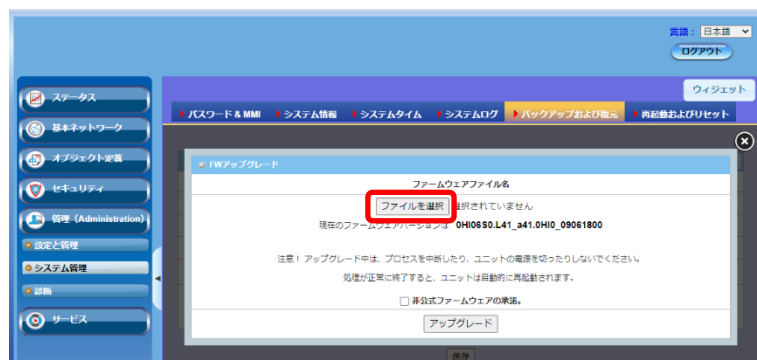 言語： 日本語
ログアウト
ウィジェット
ステータス
基本ネットワーク
オブジェクト定義
セキュリティ
管理 (Administration)
設定と管理
システム管理
診断
サービス
パスワード & MMI
システム情報
システムタイム
システムログ
バックアップおよび復元
再起動およびリセット
FWアップグレード
ファームウェアファイル名
ファイルを選択 選択されていません
現在のファームウェアバージョンは 0HI06S0.L41_a41.0HI0_09061800
注意！ アップグレード中は、プロセスを中断したり、ユニットの電源を切ったりしないでください。
処理が正常に終了すると、ユニットは自動的に再起動されます。
非公式ファームウェアの承諾。
アップグレード
保存